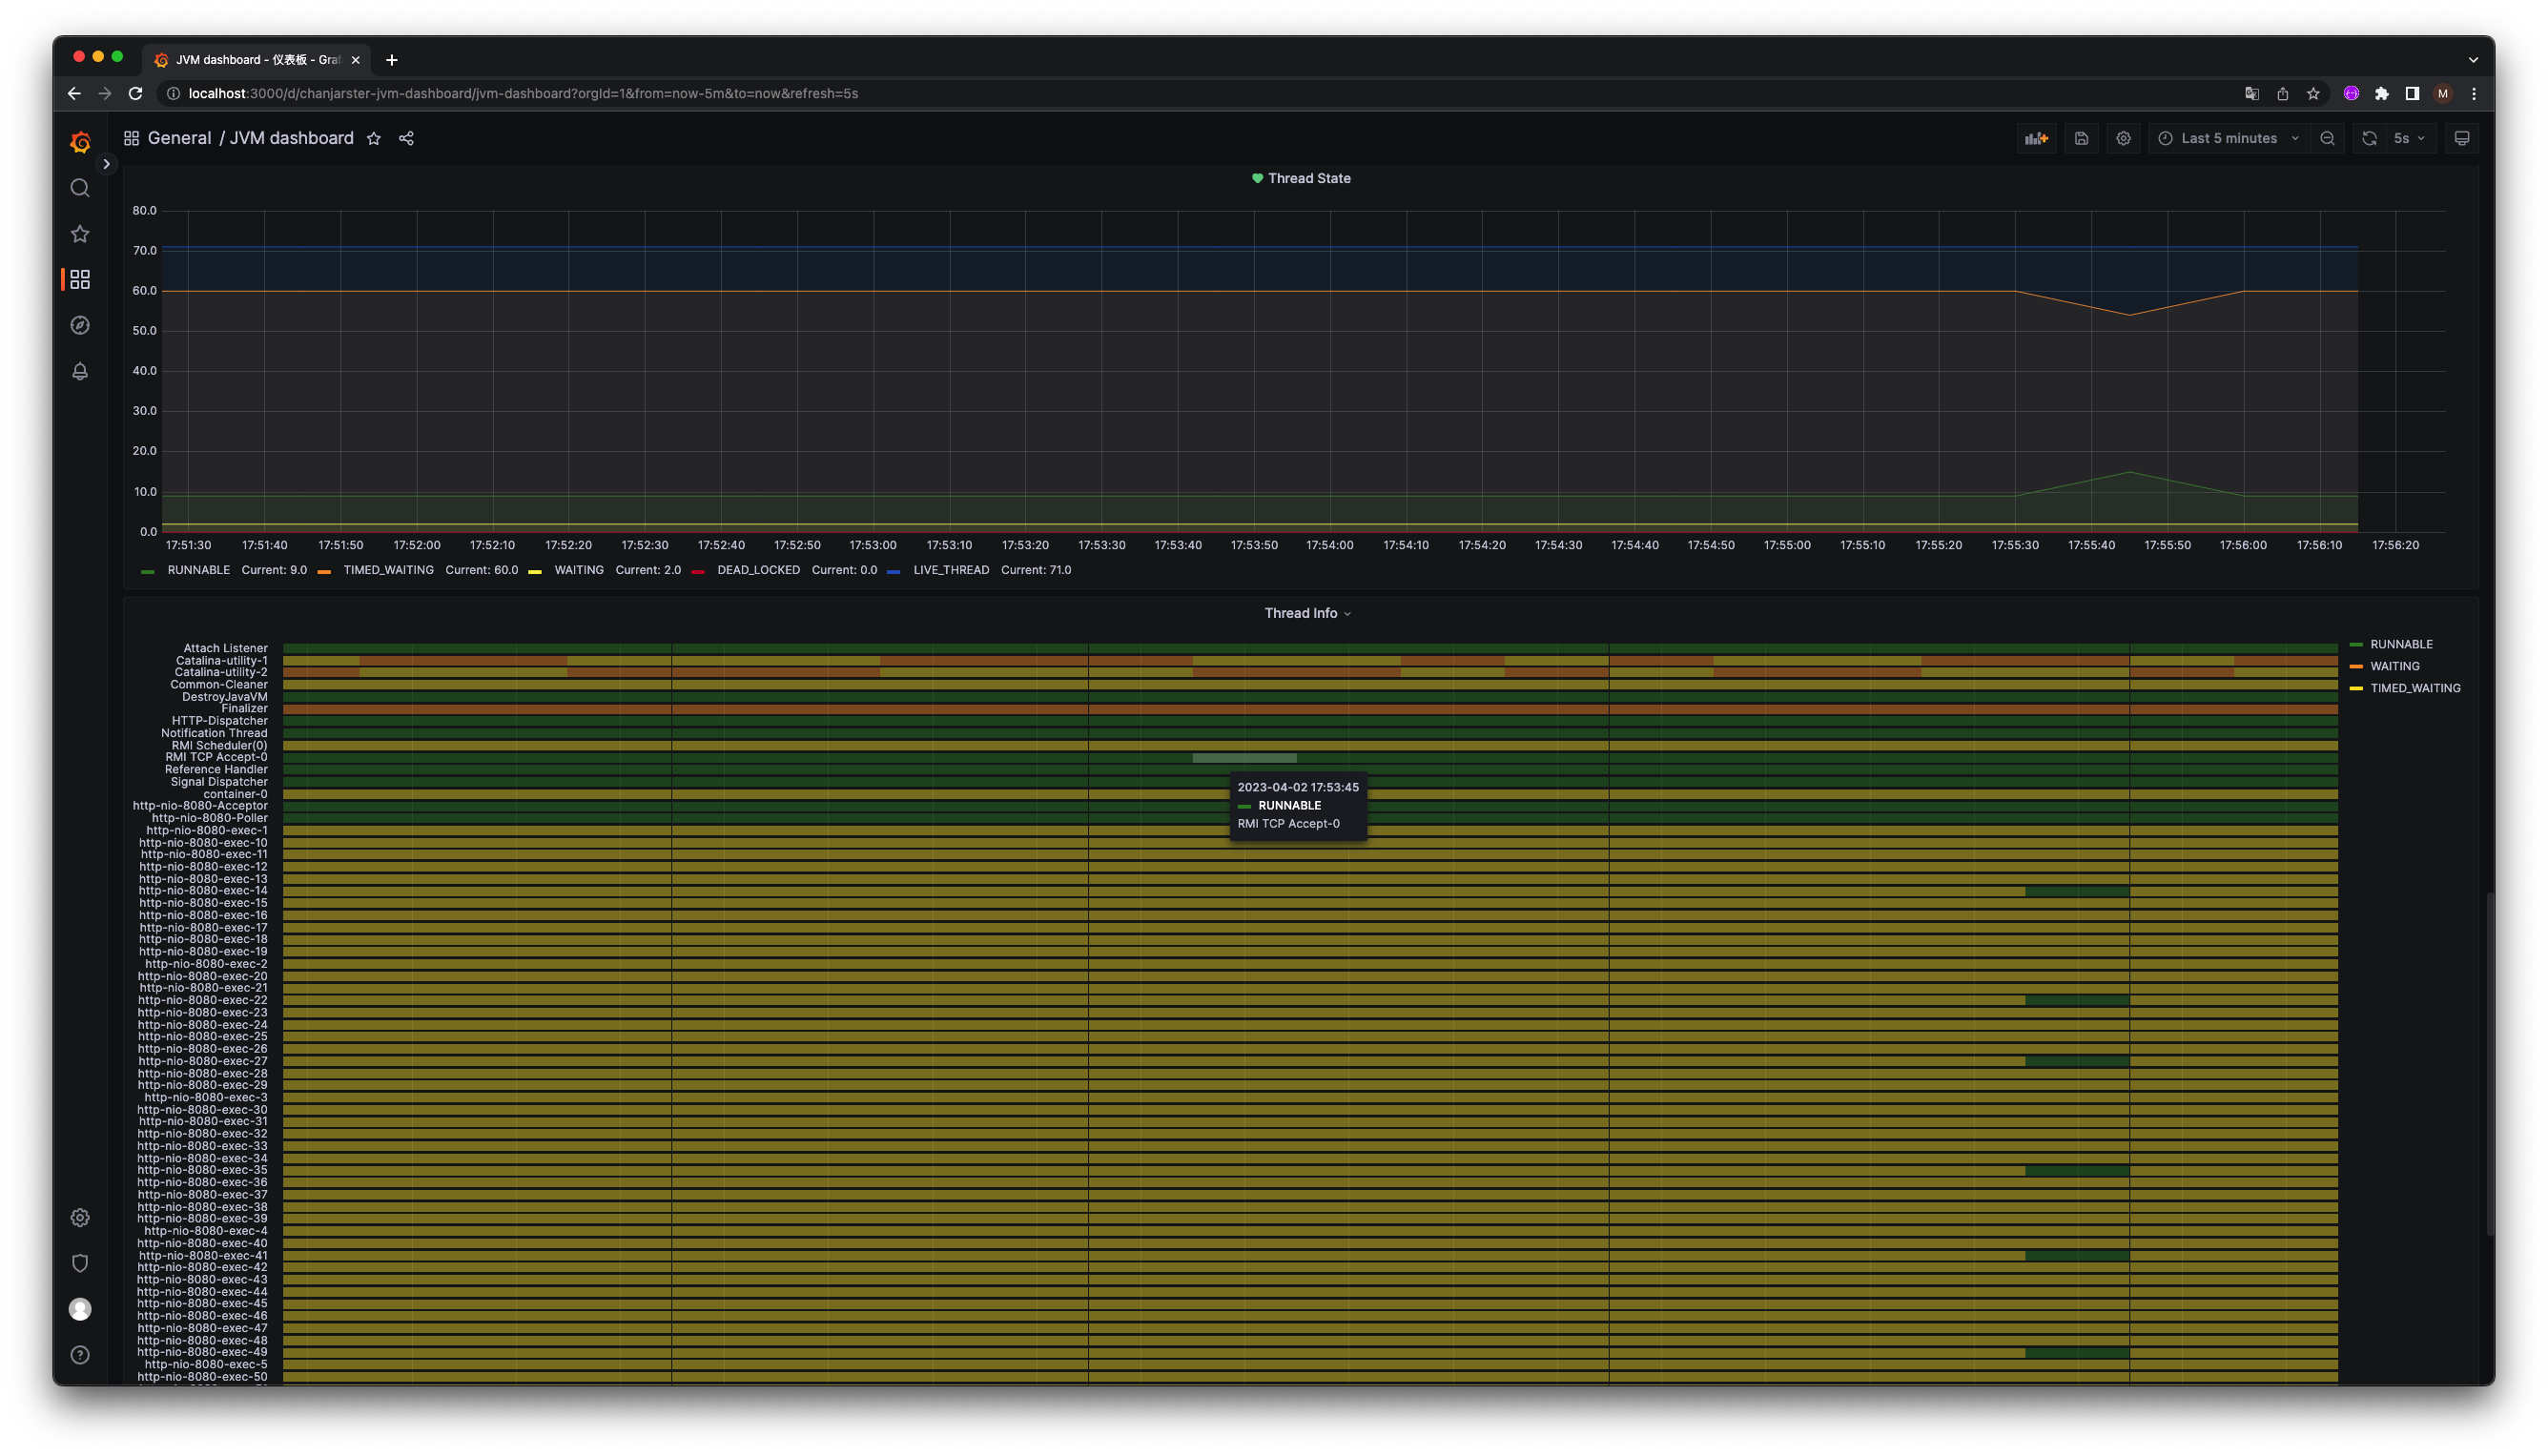 JVM dashboard - 仪表板 - Graf
localhost:3000/d/chanjarster-jvm-dashboard/jvm-dashboard?orgId=1&from=now-5m&to=now&refresh=5s
M
General / JVM dashboard
Last 5 minutes
5s
Thread State
80.0
70.0
60.0
50.0
40.0
30.0
20.0
10.0
0.0
17:51:30 17:51:40 17:51:50 17:52:00 17:52:10 17:52:20 17:52:30 17:52:40 17:52:50 17:53:00 17:53:10 17:53:20 17:53:30 17:53:40 17:53:50 17:54:00 17:54:10 17:54:20 17:54:30 17:54:40 17:54:50 17:55:00 17:55:10 17:55:20 17:55:30 17:55:40 17:55:50 17:56:00 17:56:10 17:56:20
RUNNABLE Current: 9.0 TIMED_WAITING Current: 60.0 WAITING Current: 2.0 DEAD_LOCKED Current: 0.0 LIVE_THREAD Current: 71.0
Thread Info
Attach Listener
Catalina-utility-1
Catalina-utility-2
Common-Cleaner
DestroyJavaVM
Finalizer
HTTP-Dispatcher
Notification Thread
RMI Scheduler(0)
RMI TCP Accept-0
Reference Handler
Signal Dispatcher
container-0
http-nio-8080-Acceptor
http-nio-8080-Poller
http-nio-8080-exec-1
http-nio-8080-exec-10
http-nio-8080-exec-11
http-nio-8080-exec-12
http-nio-8080-exec-13
http-nio-8080-exec-14
http-nio-8080-exec-15
http-nio-8080-exec-16
http-nio-8080-exec-17
http-nio-8080-exec-18
http-nio-8080-exec-19
http-nio-8080-exec-2
http-nio-8080-exec-20
http-nio-8080-exec-21
http-nio-8080-exec-22
http-nio-8080-exec-23
http-nio-8080-exec-24
http-nio-8080-exec-25
http-nio-8080-exec-26
http-nio-8080-exec-27
http-nio-8080-exec-28
http-nio-8080-exec-29
http-nio-8080-exec-3
http-nio-8080-exec-30
http-nio-8080-exec-31
http-nio-8080-exec-32
http-nio-8080-exec-33
http-nio-8080-exec-34
http-nio-8080-exec-35
http-nio-8080-exec-36
http-nio-8080-exec-37
http-nio-8080-exec-38
http-nio-8080-exec-39
http-nio-8080-exec-4
http-nio-8080-exec-40
http-nio-8080-exec-41
http-nio-8080-exec-42
http-nio-8080-exec-43
http-nio-8080-exec-44
http-nio-8080-exec-45
http-nio-8080-exec-46
http-nio-8080-exec-47
http-nio-8080-exec-48
http-nio-8080-exec-49
http-nio-8080-exec-5
http-nio-8080-exec-50
2023-04-02 17:53:45
RUNNABLE
RMI TCP Accept-0
RUNNABLE
WAITING
TIMED_WAITING